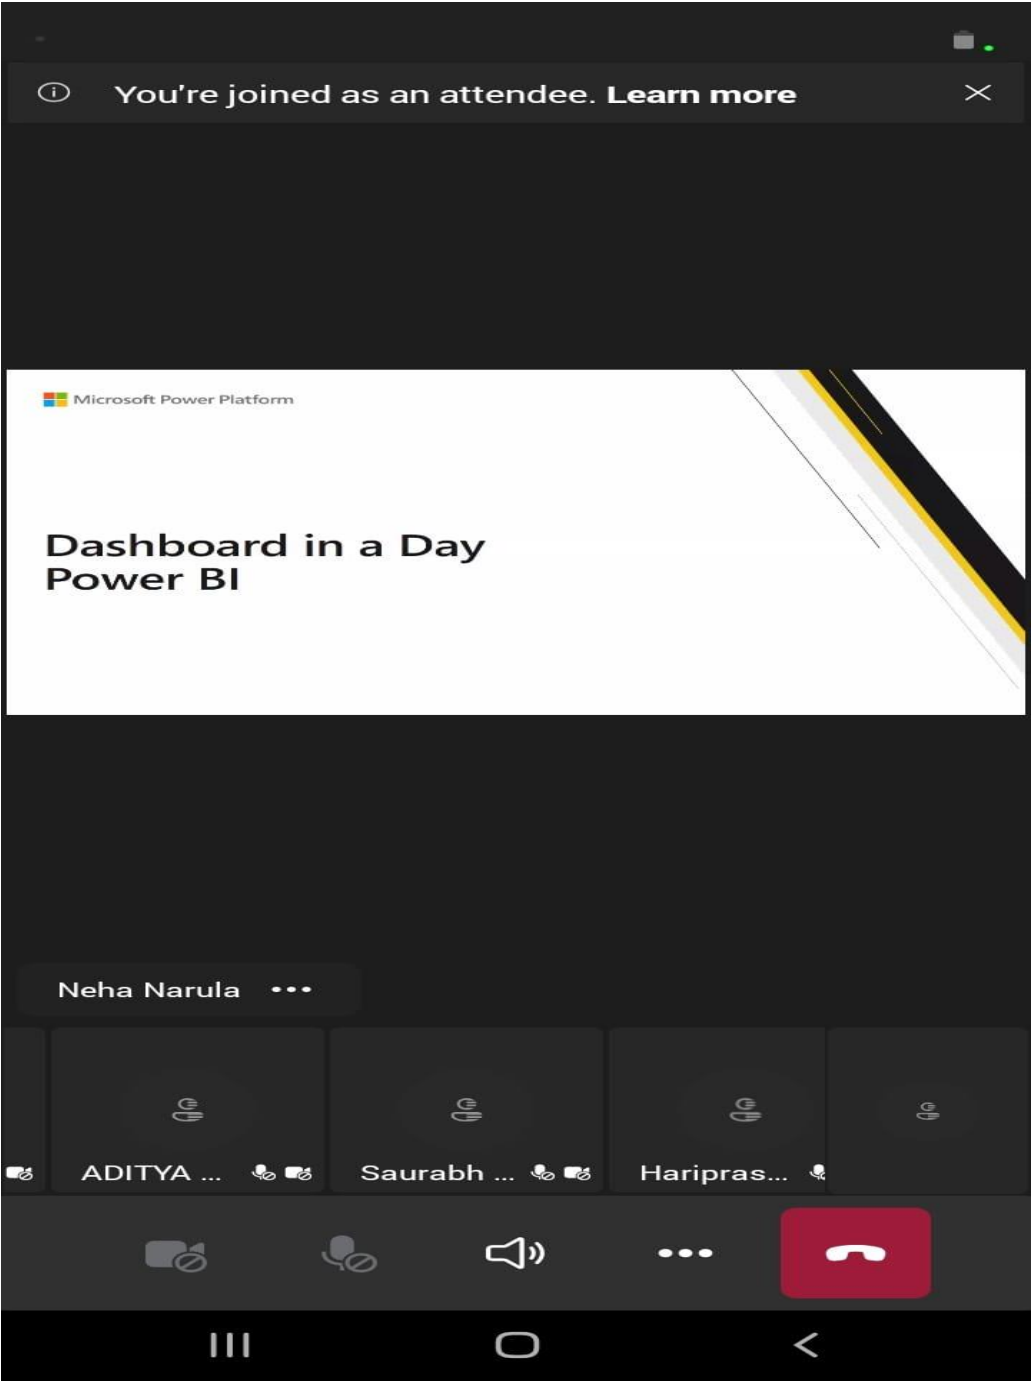 You're joined as an attendee. Learn more
Microsoft Power Platform
Dashboard in a Day
Power BI
Neha Narula
ADITYA ...
Saurabh ...
Haripras...